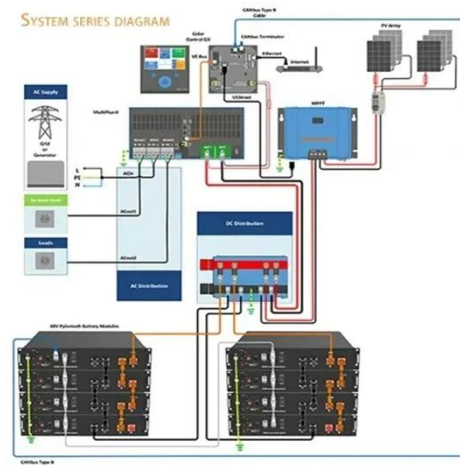 SYSTEM SERIES DIAGRAM
CANbus Type B
Cable
Color
Control GX
CANbus Terminator
PV Array
VE Bus
Ethernet
Internet
AC Supply
Grid
or
Generator
VE.Direct
MPPT
L
PE
N
ACin
Loads
ACout1
ACout2
AC Distribution
DC Distribution
48V Pylontech Battery Modules
CANbus Type B